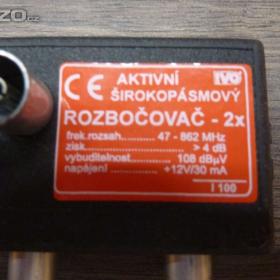 zo.cz
CE AKTIVNÍ IVO
ŠIROKOPÁSMOVÝ
ROZBOČOVAČ - 2x
frek.rozsah........... 47 - 862 MHz
zisk........................ > 4 dB
vybuditelnost........... 108 dBµV
napájení ........... +12V/30 mA
I 100